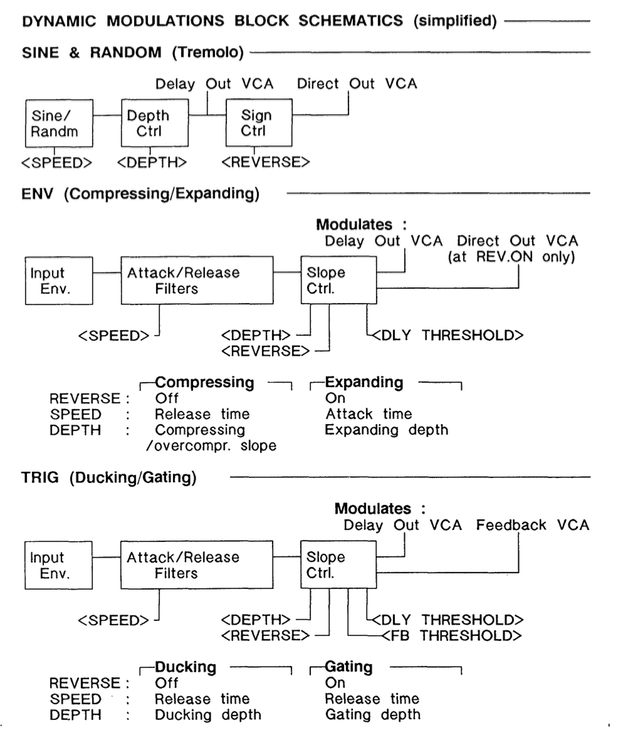 DYNAMIC MODULATIONS BLOCK SCHEMATICS (simplified)
SINE & RANDOM (Tremolo)
Delay Out VCA Direct Out VCA
Sine/ Depth Sign
Randm Ctrl Ctrl
<SPEED> <DEPTH> <REVERSE>
ENV (Compressing/Expanding)
Modulates :
Delay Out VCA Direct Out VCA
(at REV.ON only)
Input Attack/Release Slope
Env. Filters Ctrl.
<SPEED> <DEPTH> <DLY THRESHOLD>
<REVERSE>
Compressing Expanding
REVERSE : Off On
SPEED : Release time Attack time
DEPTH : Compressing Expanding depth
/overcompr. slope
TRIG (Ducking/Gating)
Modulates :
Delay Out VCA Feedback VCA
Input Attack/Release Slope
Env. Filters Ctrl.
<SPEED> <DEPTH> <DLY THRESHOLD>
<REVERSE> <FB THRESHOLD>
Ducking Gating
REVERSE : Off On
SPEED : Release time Release time
DEPTH : Ducking depth Gating depth